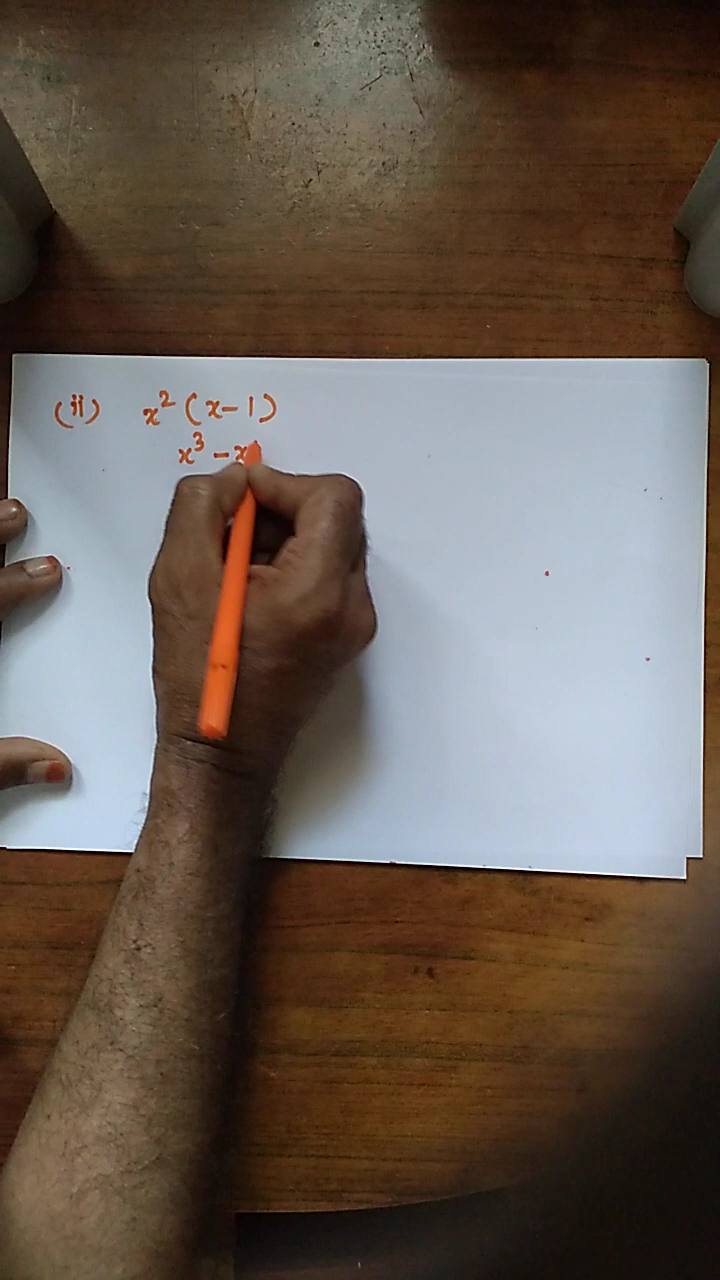 (ii) x² (x-1)
x³ - x